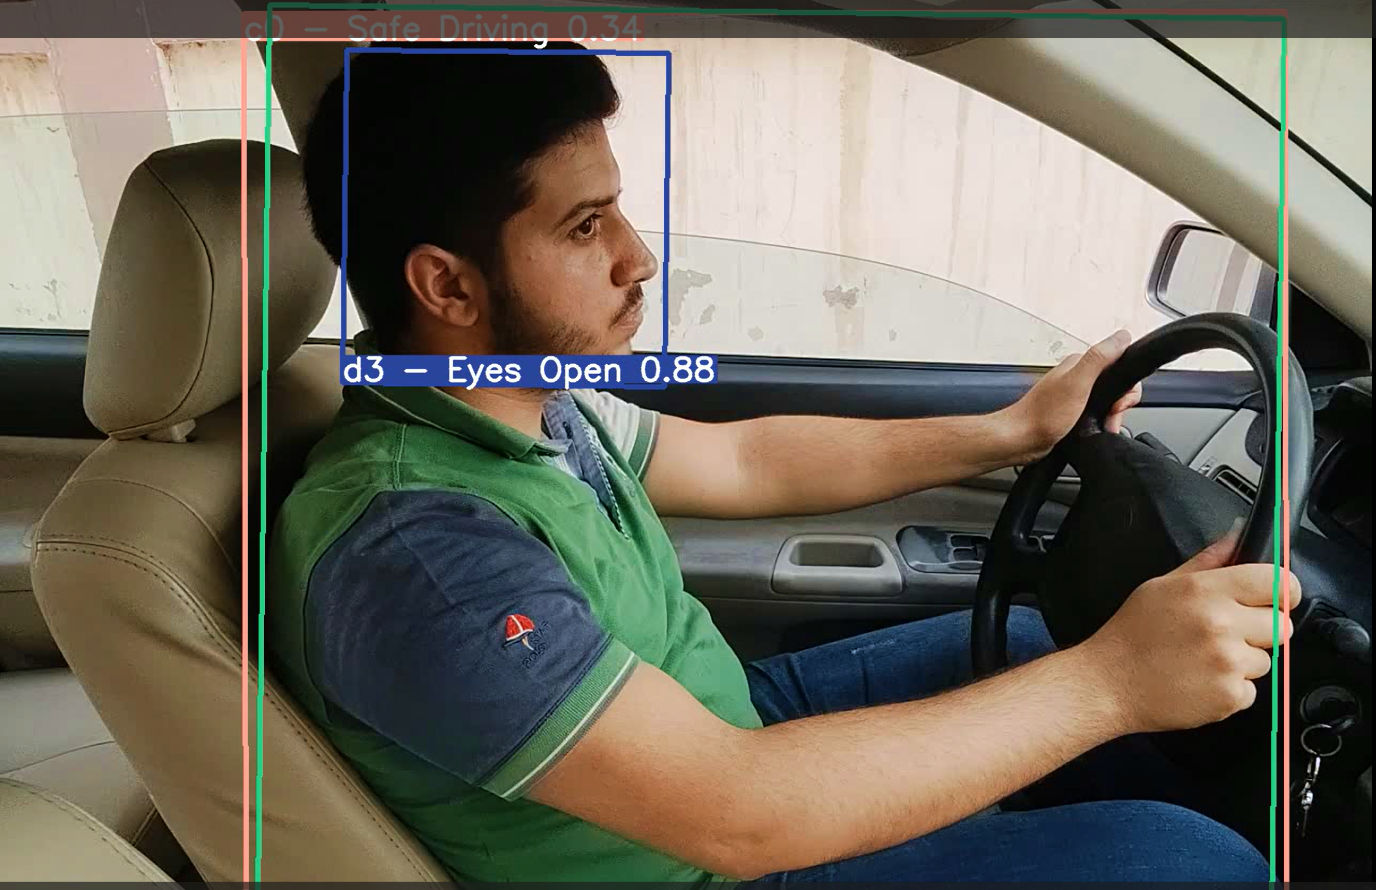 c0 – Safe Driving 0.34
d3 – Eyes Open 0.88